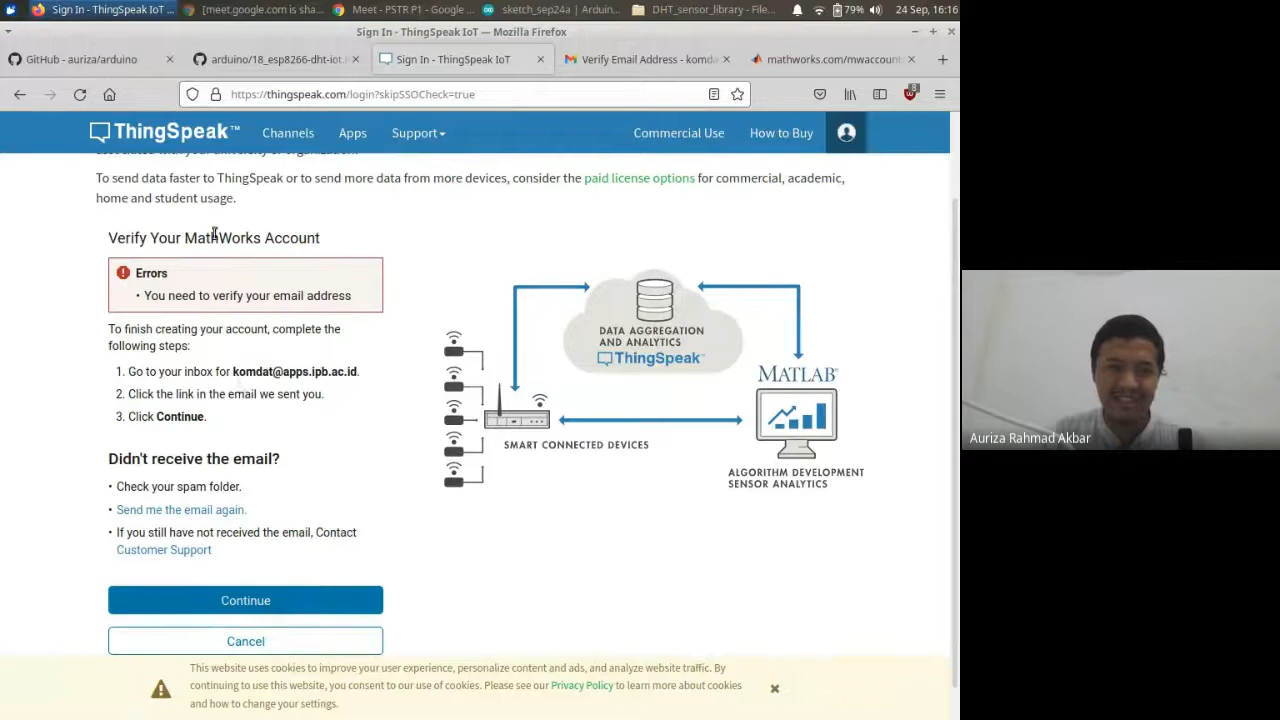 Sign In - ThingSpeak IoT ...
[meet.google.com is sha...
Meet - PSTR P1 - Google ...
sketch_sep24a | Arduin...
DHT_sensor_library - File...
79%
24 Sep, 16:16
Sign In - ThingSpeak IoT — Mozilla Firefox
GitHub - auriza/arduino
arduino/18_esp8266-dht-iot.
Sign In - ThingSpeak IoT
Verify Email Address - komda
mathworks.com/mwaccount
https://thingspeak.com/login?skipSSOCheck=true
ThingSpeak™
Channels
Apps
Support
Commercial Use
How to Buy
To send data faster to ThingSpeak or to send more data from more devices, consider the paid license options for commercial, academic,
home and student usage.
Verify Your MathWorks Account
Errors
• You need to verify your email address
To finish creating your account, complete the
following steps:
1. Go to your inbox for komdat@apps.ipb.ac.id.
2. Click the link in the email we sent you.
3. Click Continue.
Didn't receive the email?
• Check your spam folder.
• Send me the email again.
• If you still have not received the email, Contact
Customer Support
Continue
Cancel
DATA AGGREGATION
AND ANALYTICS
ThingSpeak™
MATLAB®
SMART CONNECTED DEVICES
ALGORITHM DEVELOPMENT
SENSOR ANALYTICS
This website uses cookies to improve your user experience, personalize content and ads, and analyze website traffic. By
continuing to use this website, you consent to our use of cookies. Please see our Privacy Policy to learn more about cookies
and how to change your settings.
Auriza Rahmad Akbar